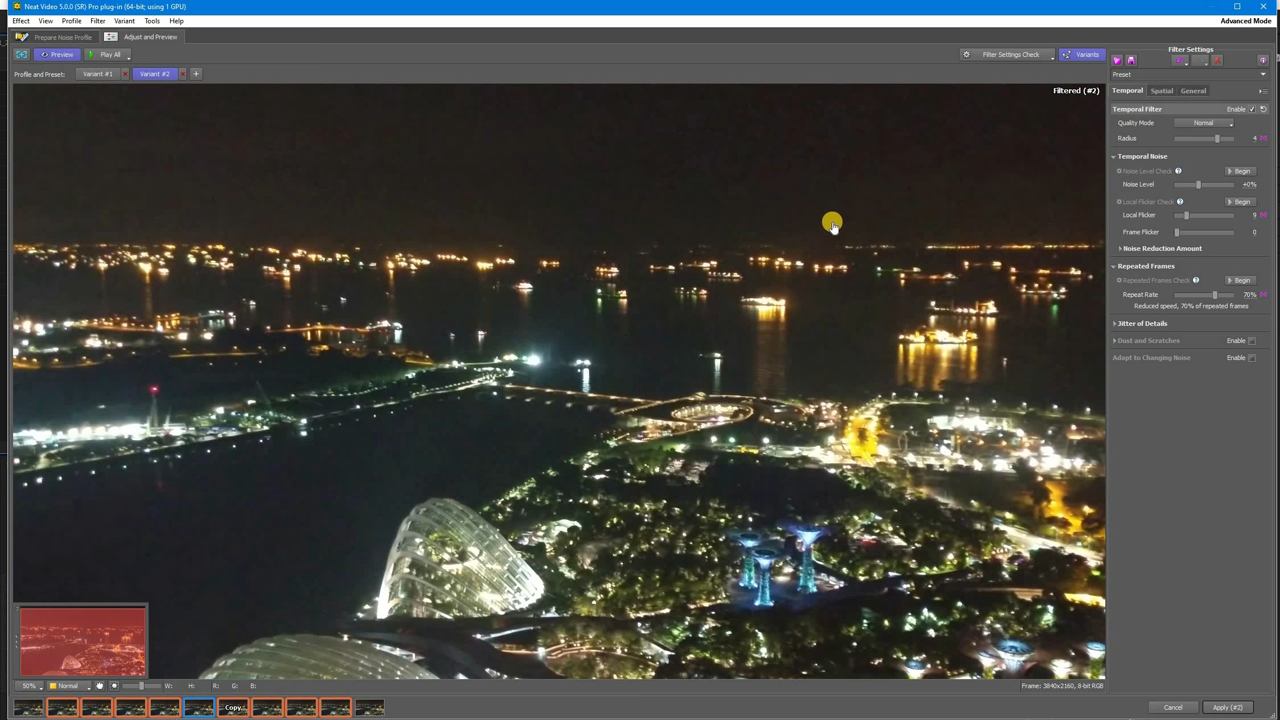 Neat Video 5.0.0 (SR) Pro plug-in (64-bit; using 1 GPU)
Effect View Profile Filter Variant Tools Help
Advanced Mode
Prepare Noise Profile Adjust and Preview
Preview Play All Filter Settings Check Variants
Profile and Preset: Variant #1 Variant #2 +
Filtered (#2)
Filter Settings
Preset
Temporal Spatial General
Temporal Filter Enable
Quality Mode Normal
Radius 4
Temporal Noise
Noise Level Check Begin
Noise Level +0%
Local Flicker Check Begin
Local Flicker 9
Frame Flicker 0
Noise Reduction Amount
Repeated Frames
Repeated Frames Check Begin
Repeat Rate 70%
Reduced speed, 70% of repeated frames
Jitter of Details
Dust and Scratches Enable
Adapt to Changing Noise Enable
50% Normal W: H: R: G: B: Frame: 3840x2160, 8-bit RGB
Copy
Cancel Apply (#2)